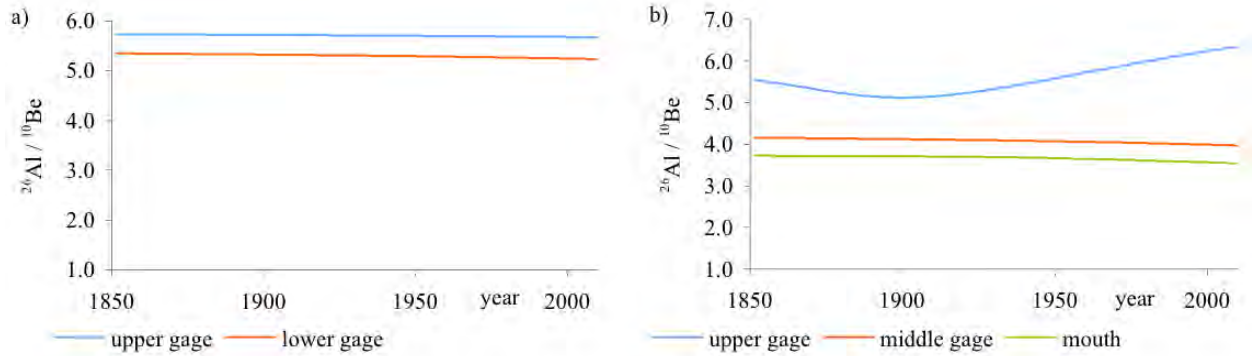 a)
6.0
5.0
4.0
3.0
2.0
1.0
²⁶Al / ¹⁰Be
1850 1900 1950 year 2000
upper gage lower gage
b)
7.0
6.0
5.0
4.0
3.0
2.0
1.0
²⁶Al / ¹⁰Be
1850 1900 1950 year 2000
upper gage middle gage mouth